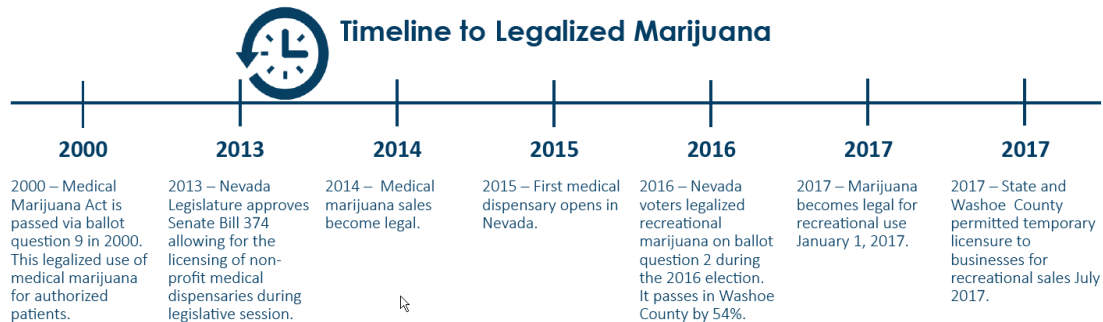 Timeline to Legalized Marijuana
2000
2013
2014
2015
2016
2017
2017
2000 – Medical
Marijuana Act is
passed via ballot
question 9 in 2000.
This legalized use of
medical marijuana
for authorized
patients.
2013 – Nevada
Legislature approves
Senate Bill 374
allowing for the
licensing of non-
profit medical
dispensaries during
legislative session.
2014 –  Medical
marijuana sales
become legal.
2015 – First medical
dispensary opens in
Nevada.
2016 – Nevada
voters legalized
recreational
marijuana on ballot
question 2 during
the 2016 election.
It passes in Washoe
County by 54%.
2017 – Marijuana
becomes legal for
recreational use
January 1, 2017.
2017 – State and
Washoe  County
permitted temporary
licensure to
businesses for
recreational sales July
2017.